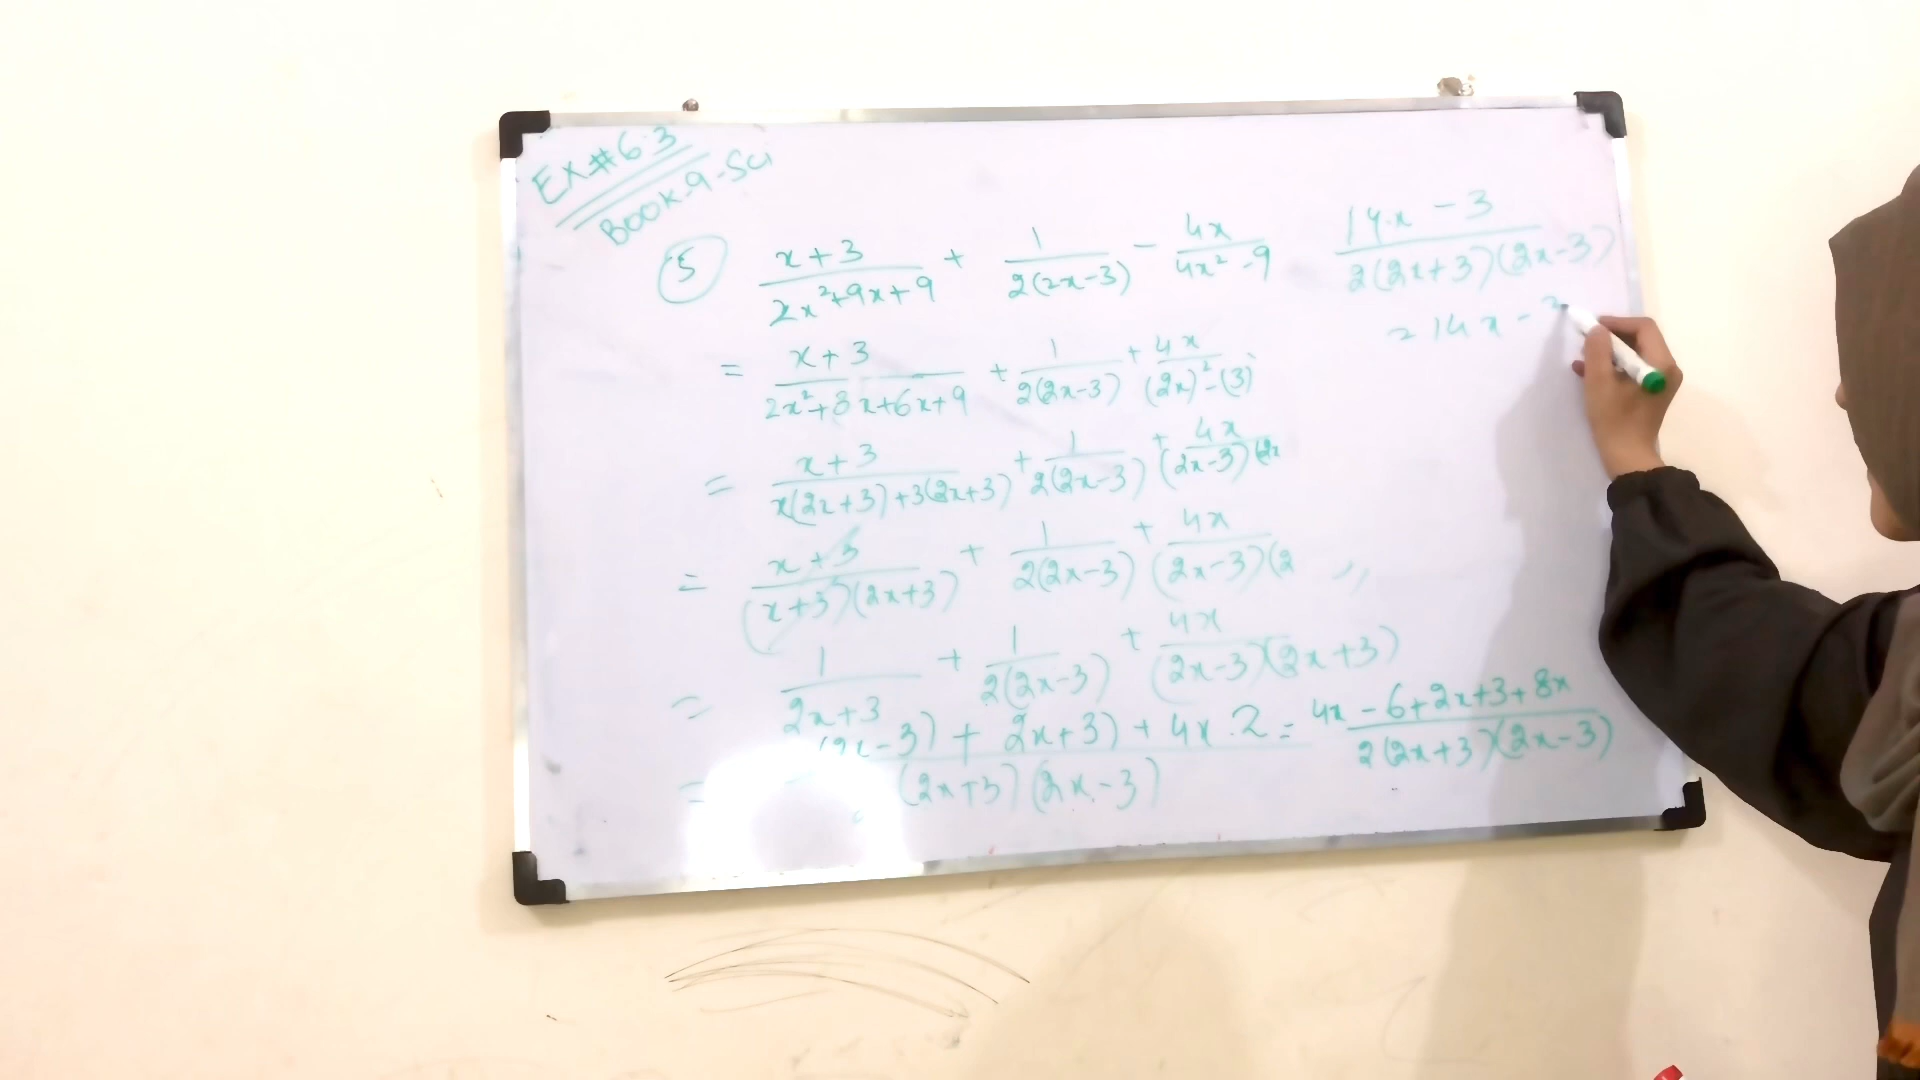 EX#6.3
BOOK-9-SCI
5 (x+3)/(2x²+9x+9) + 1/(2(2x-3)) - 4x/(4x²-9)
= (x+3)/(2x²+3x+6x+9) + 1/(2(2x-3)) + 4x/((2x)²-(3)
= (x+3)/(x(2x+3)+3(2x+3)) + 1/(2(2x-3)) + 4x/((2x-3)(2x
= (x+3)/((x+3)(2x+3)) + 1/(2(2x-3)) + 4x/((2x-3)(2
= 1/(2x+3) + 1/(2(2x-3)) + 4x/((2x-3)(2x+3))
= (2x-3) + 2x+3) + 4x.2/(2x+3)(2x-3) = (4x-6+2x+3+8x)/(2(2x+3)(2x-3))
(14x-3)/(2(2x+3)(2x-3))
= 14x-3